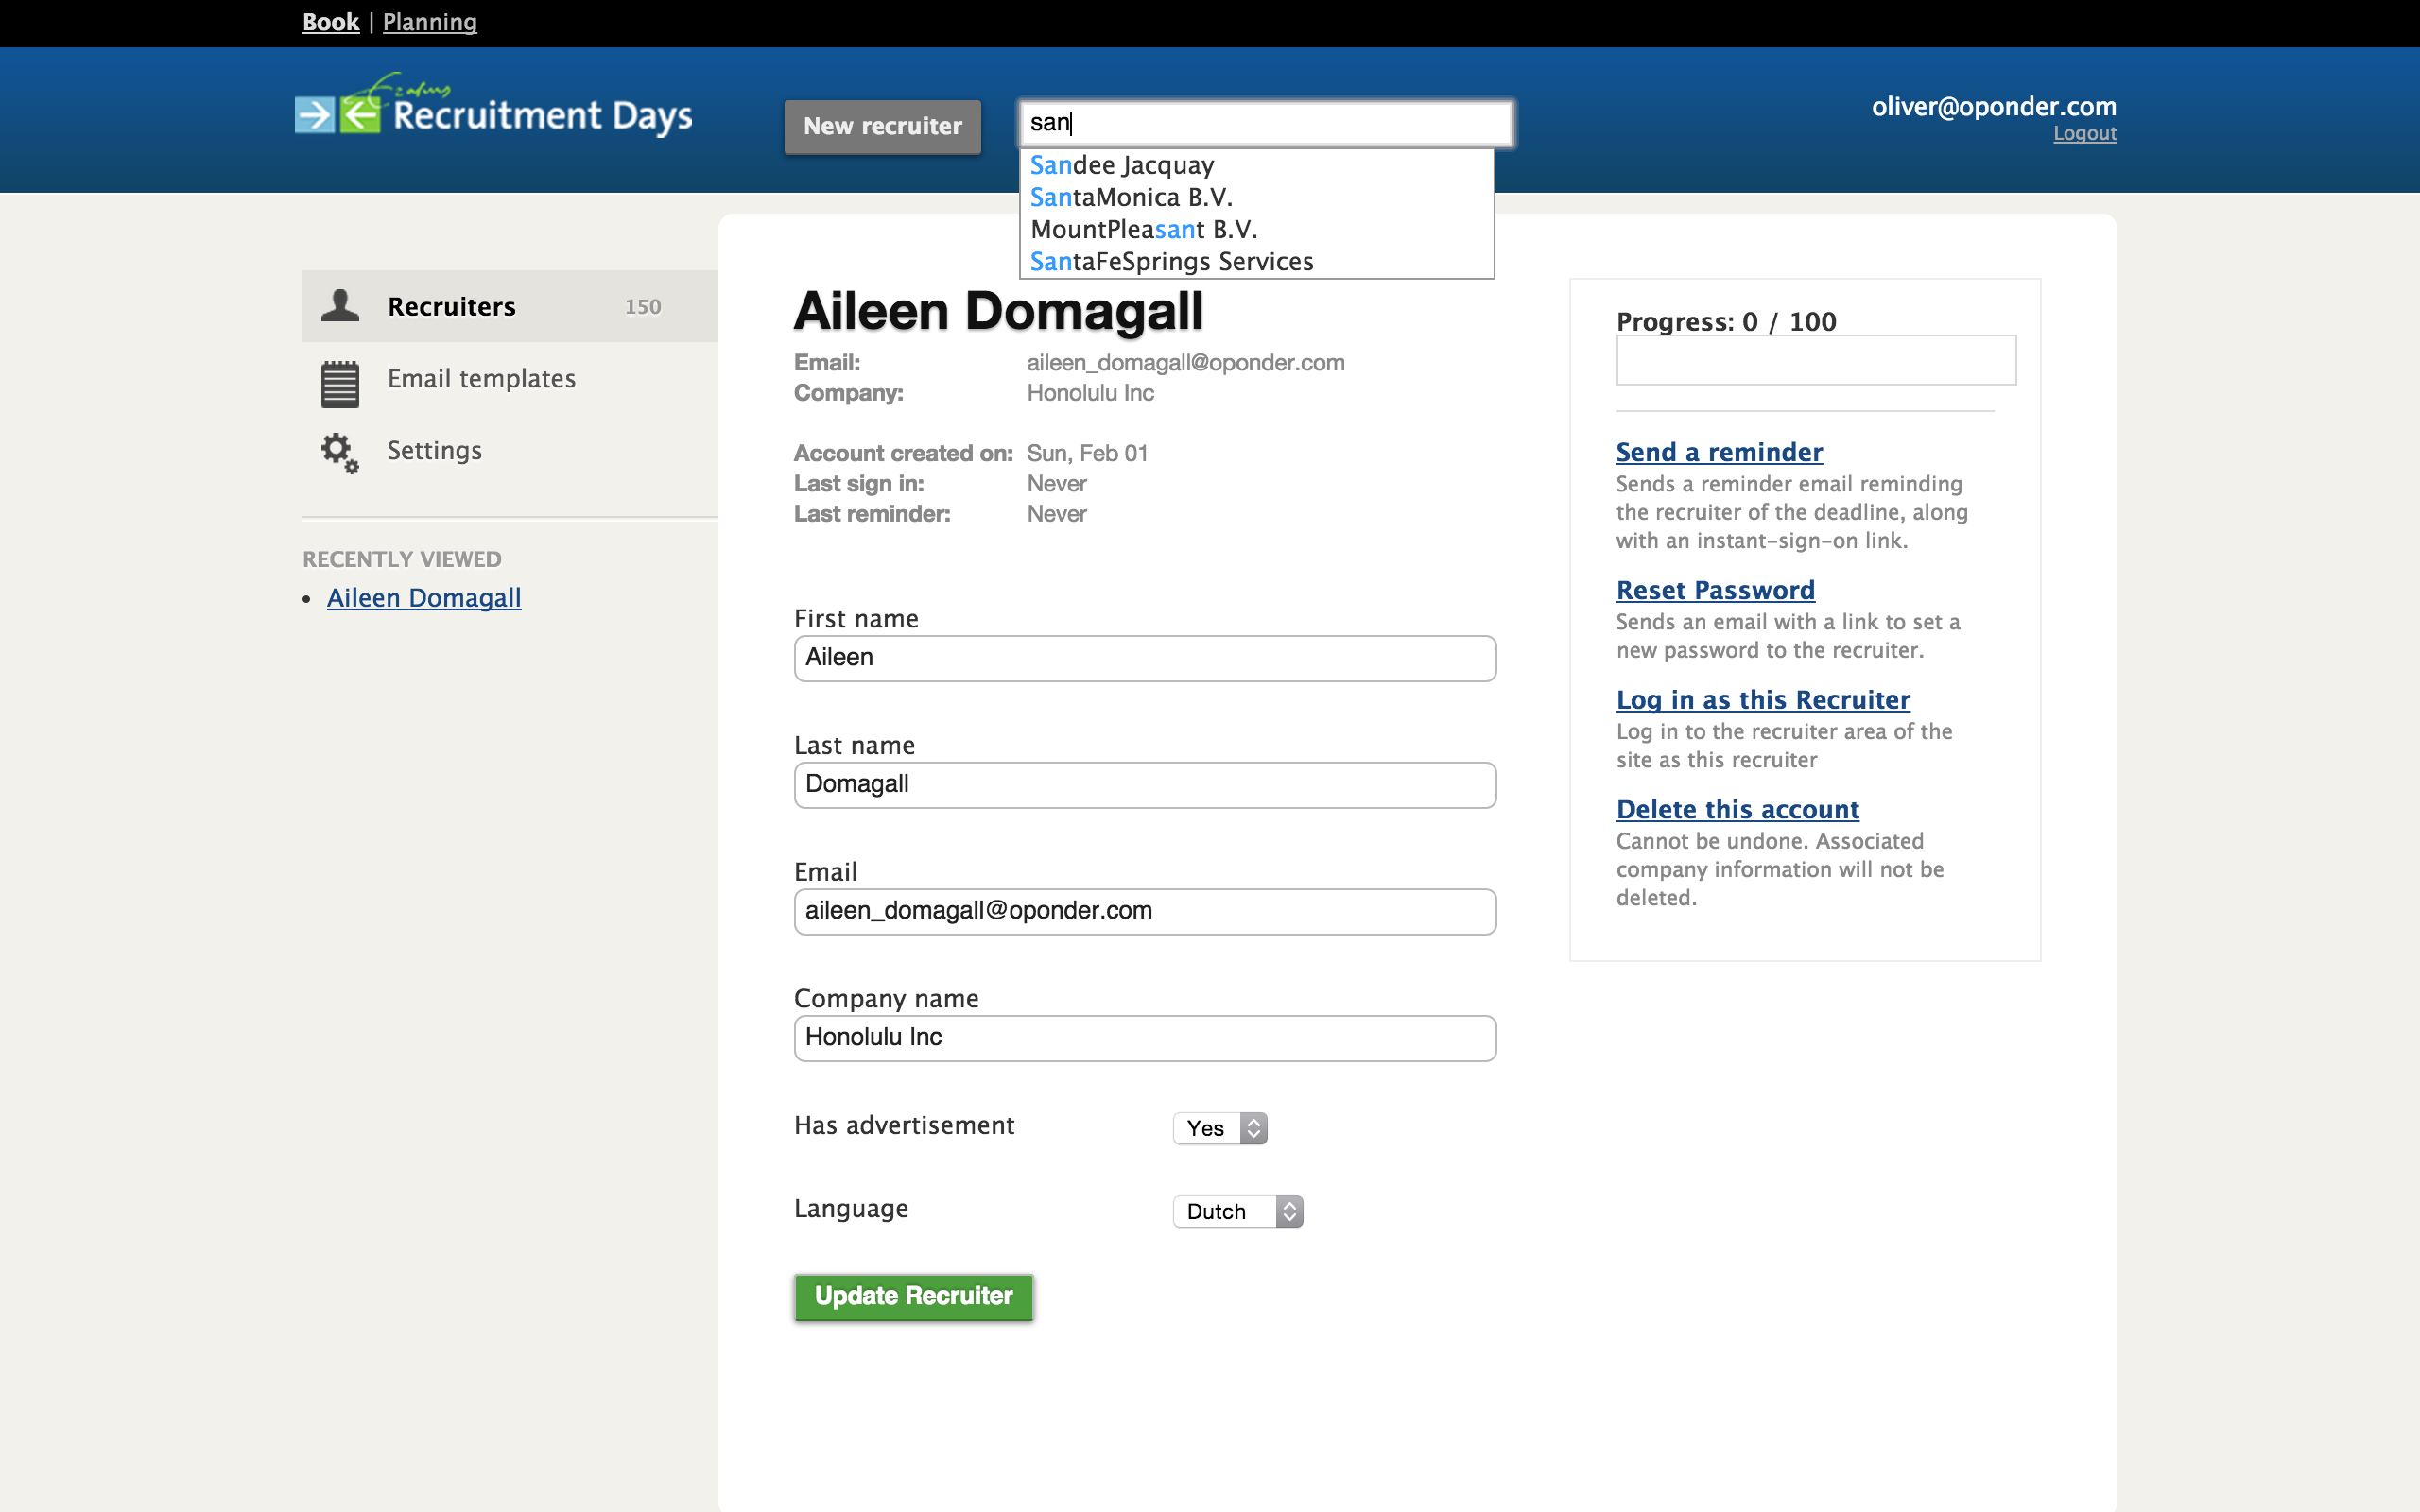 Book | Planning
Recruitment Days
New recruiter
san
oliver@oponder.com
Logout
Sandee Jacquay
SantaMonica B.V.
MountPleasant B.V.
SantaFeSprings Services
Recruiters 150
Email templates
Settings
RECENTLY VIEWED
• Aileen Domagall
Aileen Domagall
Email: aileen_domagall@oponder.com
Company: Honolulu Inc
Account created on: Sun, Feb 01
Last sign in: Never
Last reminder: Never
First name
Aileen
Last name
Domagall
Email
aileen_domagall@oponder.com
Company name
Honolulu Inc
Has advertisement Yes
Language Dutch
Update Recruiter
Progress: 0 / 100
Send a reminder
Sends a reminder email reminding
the recruiter of the deadline, along
with an instant-sign-on link.
Reset Password
Sends an email with a link to set a
new password to the recruiter.
Log in as this Recruiter
Log in to the recruiter area of the
site as this recruiter
Delete this account
Cannot be undone. Associated
company information will not be
deleted.